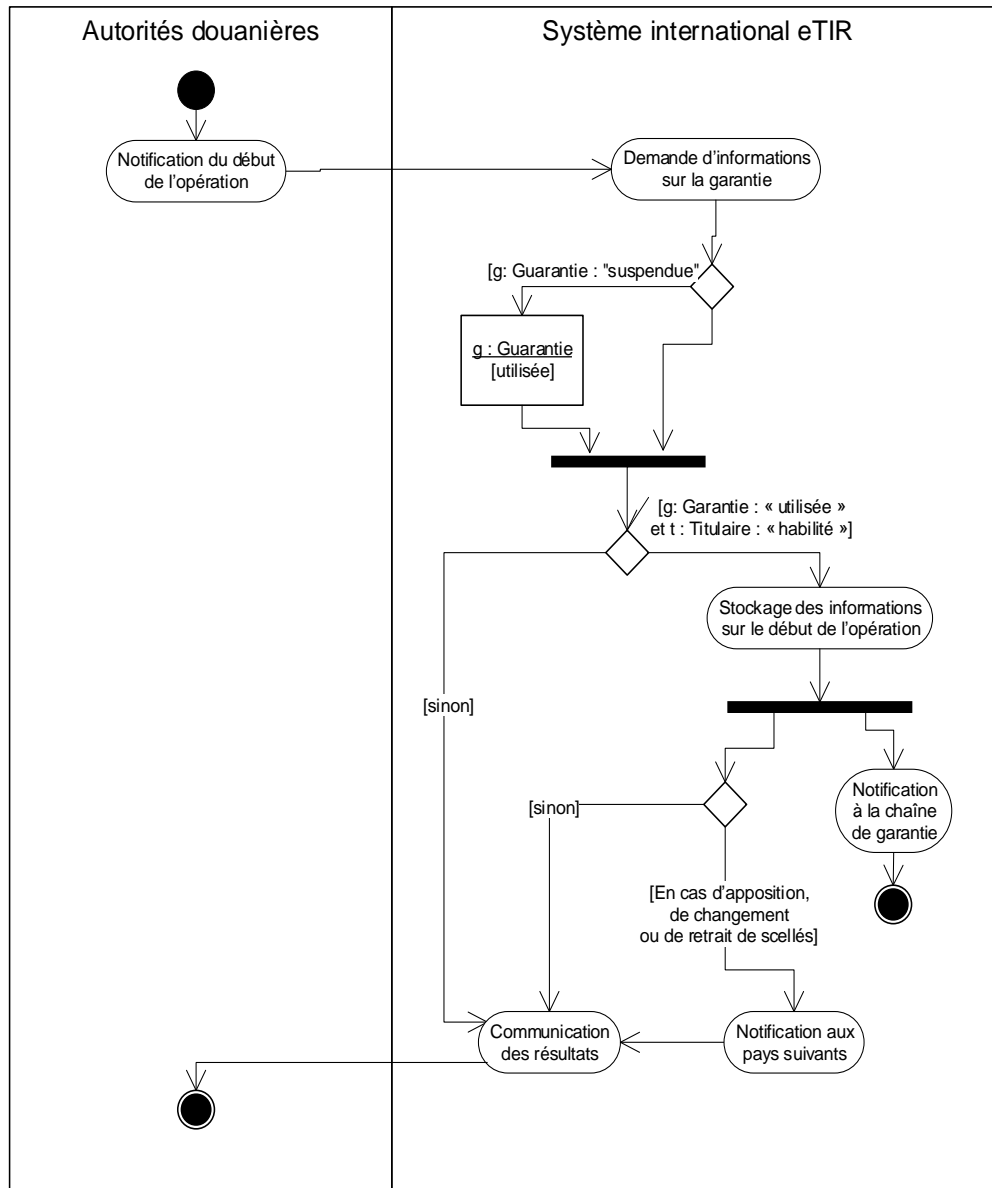 Autorités douanières
Système international eTIR
Notification du début
de l'opération
Demande d'informations
sur la garantie
[g: Guarantie : "suspendue"
g : Guarantie
[utilisée]
[g: Garantie : « utilisée »
et t : Titulaire : « habilité »]
Stockage des informations
sur le début de l'opération
[sinon]
[sinon]
Notification
à la chaîne
de garantie
[En cas d'apposition,
de changement
ou de retrait de scellés]
Communication
des résultats
Notification aux
pays suivants